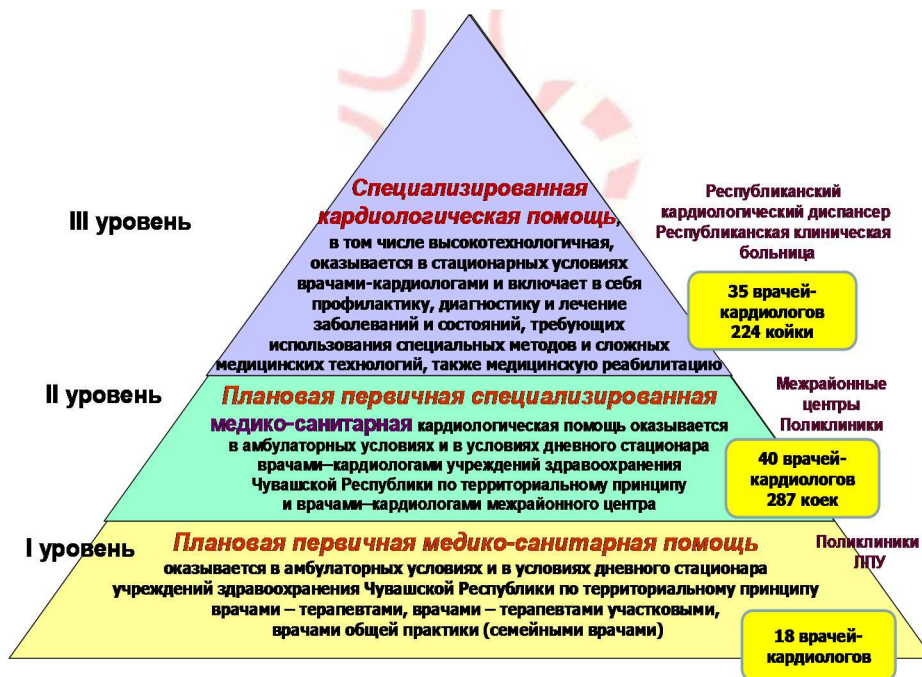 III уровень
Специализированная
кардиологическая помощь,
в том числе высокотехнологичная,
оказывается в стационарных условиях
врачами-кардиологами и включает в себя
профилактику, диагностику и лечение
заболеваний и состояний, требующих
использования специальных методов и сложных
медицинских технологий, также медицинскую реабилитацию
Республиканский
кардиологический диспансер
Республиканская клиническая
больница
35 врачей-
кардиологов
224 койки
II уровень
Плановая первичная специализированная
медико-санитарная кардиологическая помощь оказывается
в амбулаторных условиях и в условиях дневного стационара
врачами–кардиологами учреждений здравоохранения
Чувашской Республики по территориальному принципу
и врачами–кардиологами межрайонного центра
Межрайонные
центры
Поликлиники
40 врачей-
кардиологов
287 коек
I уровень
Плановая первичная медико-санитарная помощь
оказывается в амбулаторных условиях и в условиях дневного стационара
учреждений здравоохранения Чувашской Республики по территориальному принципу
врачами – терапевтами, врачами – терапевтами участковыми,
врачами общей практики (семейными врачами)
Поликлиники
ЛПУ
18 врачей-
кардиологов